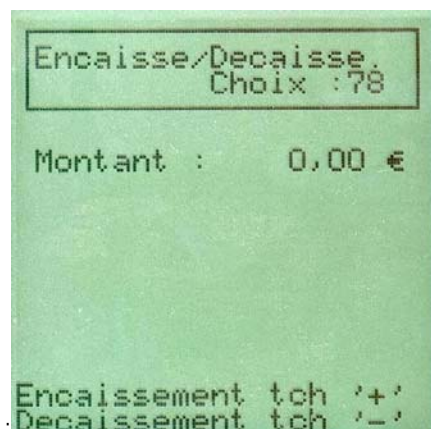 Encaisse/Decaisse.
Choix :78
Montant : 0,00 €
Encaissement tch '+'
Decaissement tch '-'